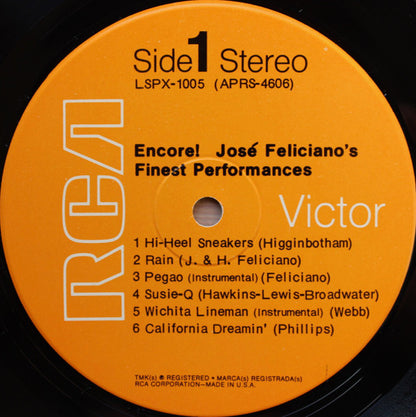 Side 1 Stereo
LSPX-1005 (APRS-4606)
RCA
Encore! José Feliciano's
Finest Performances
Victor
1 Hi-Heel Sneakers (Higginbotham)
2 Rain (J. & H. Feliciano)
3 Pegao (Instrumental) (Feliciano)
4 Susie-Q (Hawkins-Lewis-Broadwater)
5 Wichita Lineman (Instrumental) (Webb)
6 California Dreamin' (Phillips)
TMK(s) ® REGISTERED • MARCA(s) REGISTRADA(s)
RCA CORPORATION—MADE IN U.S.A.